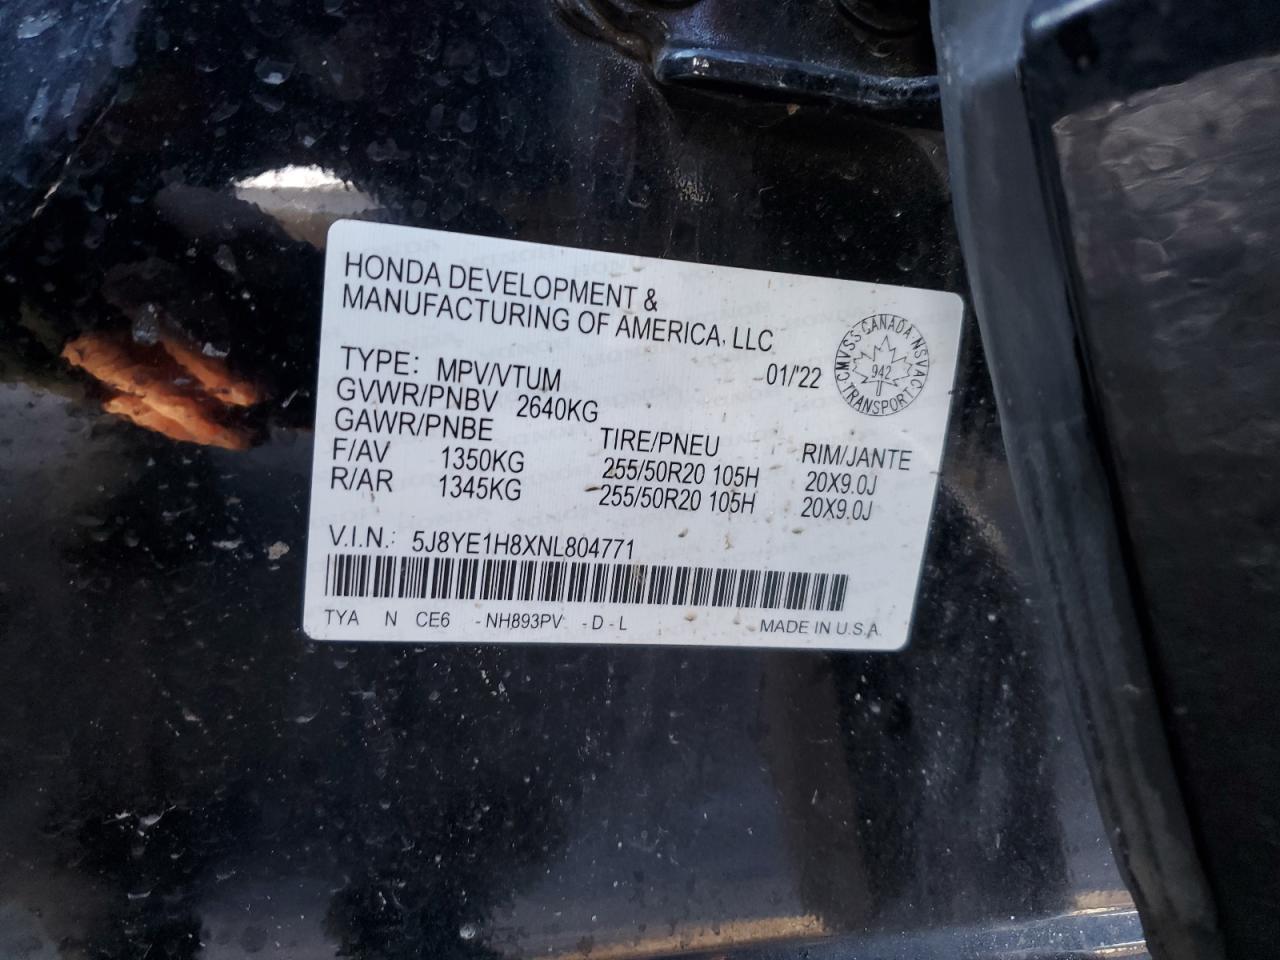 HONDA DEVELOPMENT &
MANUFACTURING OF AMERICA, LLC
CMVSS·CANADA·NSVAC
942
TRANSPORT
TYPE: MPV/VTUM 01/'22
GVWR/PNBV 2640KG
GAWR/PNBE TIRE/PNEU RIM/JANTE
F/AV 1350KG 255/50R20 105H 20X9.0J
R/AR 1345KG 255/50R20 105H 20X9.0J
V.I.N.: 5J8YE1H8XNL804771
TYA N CE6 -NH893PV -D-L MADE IN U.S.A.